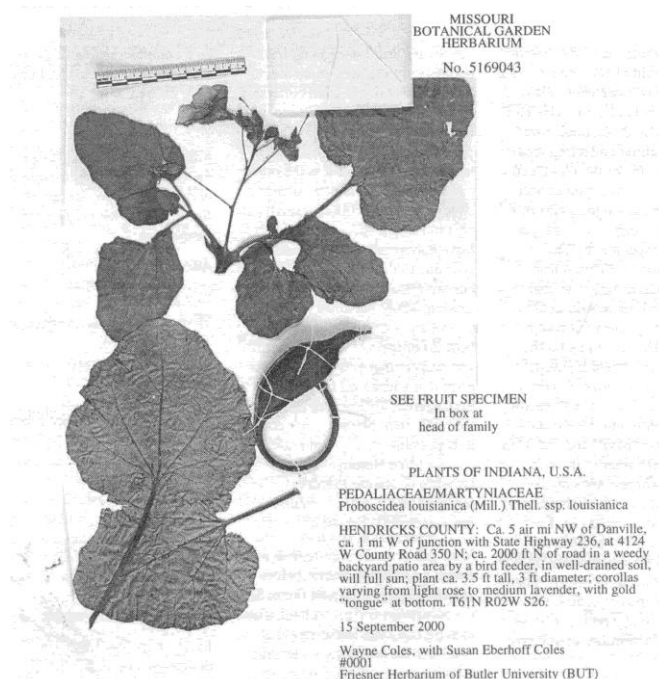 MISSOURI
BOTANICAL GARDEN
HERBARIUM
No. 5169043
SEE FRUIT SPECIMEN
In box at
head of family
PLANTS OF INDIANA, U.S.A.
PEDALIACEAE/MARTYNIACEAE
Proboscidea louisianica (Mill.) Thell. ssp. louisianica
HENDRICKS COUNTY: Ca. 5 air mi NW of Danville,
ca. 1 mi W of junction with State Highway 236, at 4124
W County Road 350 N; ca. 2000 ft N of road in a weedy
backyard patio area by a bird feeder, in well-drained soil,
will full sun; plant ca. 3.5 ft tall, 3 ft diameter; corollas
varying from light rose to medium lavender, with gold
“tongue” at bottom. T61N R02W S26.
15 September 2000
Wayne Coles, with Susan Eberhoff Coles
#0001
Friesner Herbarium of Butler University (BUT)